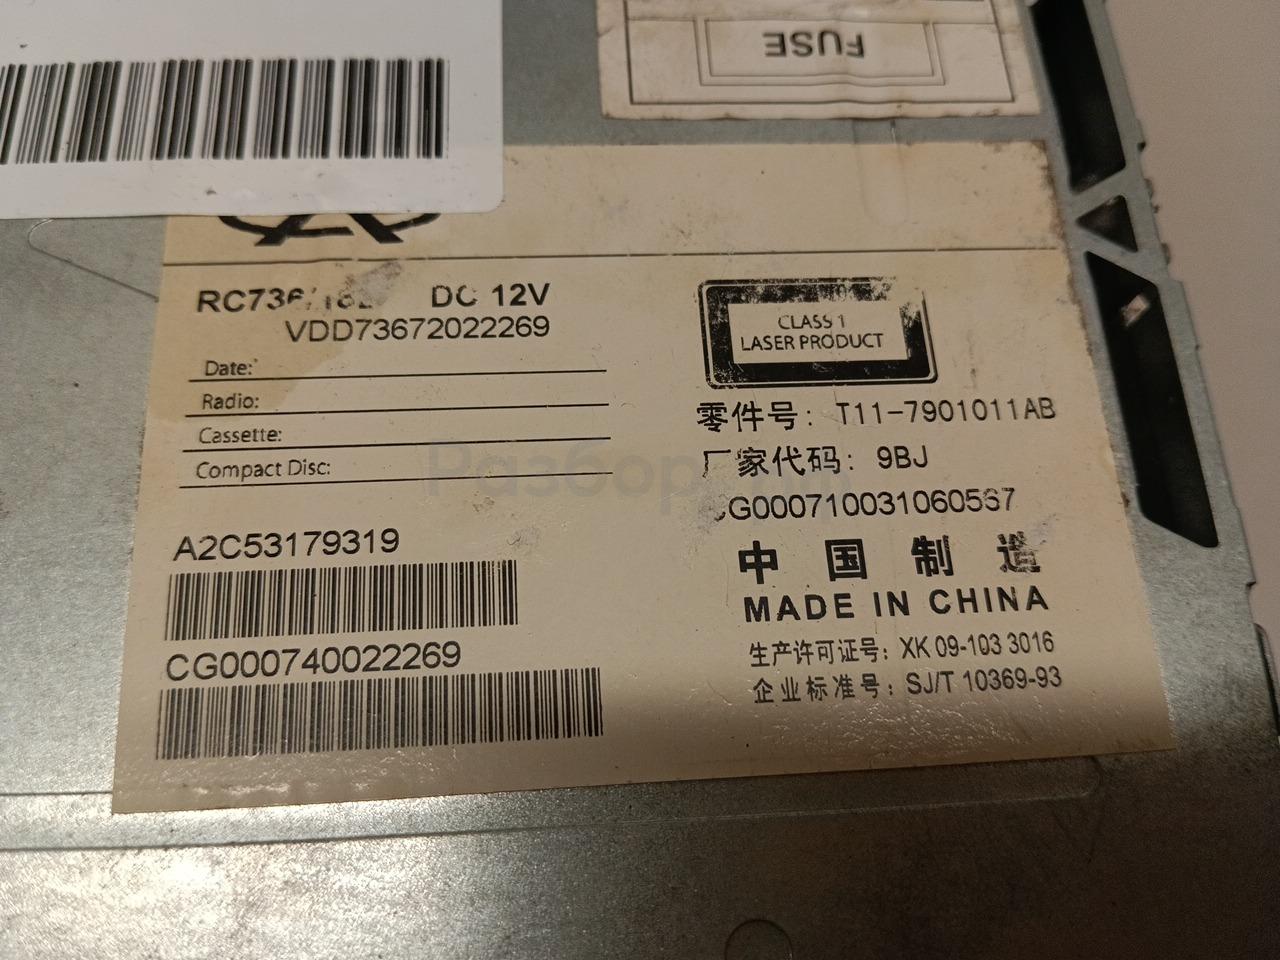 FUSE
DC 12V
VDD73672022269
Date:
Radio:
Cassette:
Compact Disc:
A2C53179319
CG000740022269
CLASS 1
LASER PRODUCT
零件号: T11-7901011AB
厂家代码: 9BJ
中国制造
MADE IN CHINA
生产许可证号: XK 09-103 3016
企业标准号: SJ/T 10369-93